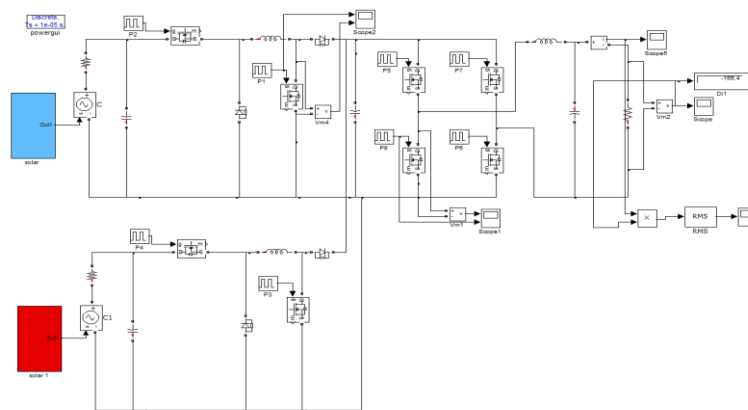 Discrete,
Ts = 1e-05 s.
powergui
P2
Scope2
P1
Vm4
P5
P7
P8
P6
Scope5
-166.4
Di1
Vm2
Scope
Out1
C
solar
Vm1
Scope1
RMS
RMS
P4
P3
C1
Out1
solar 1